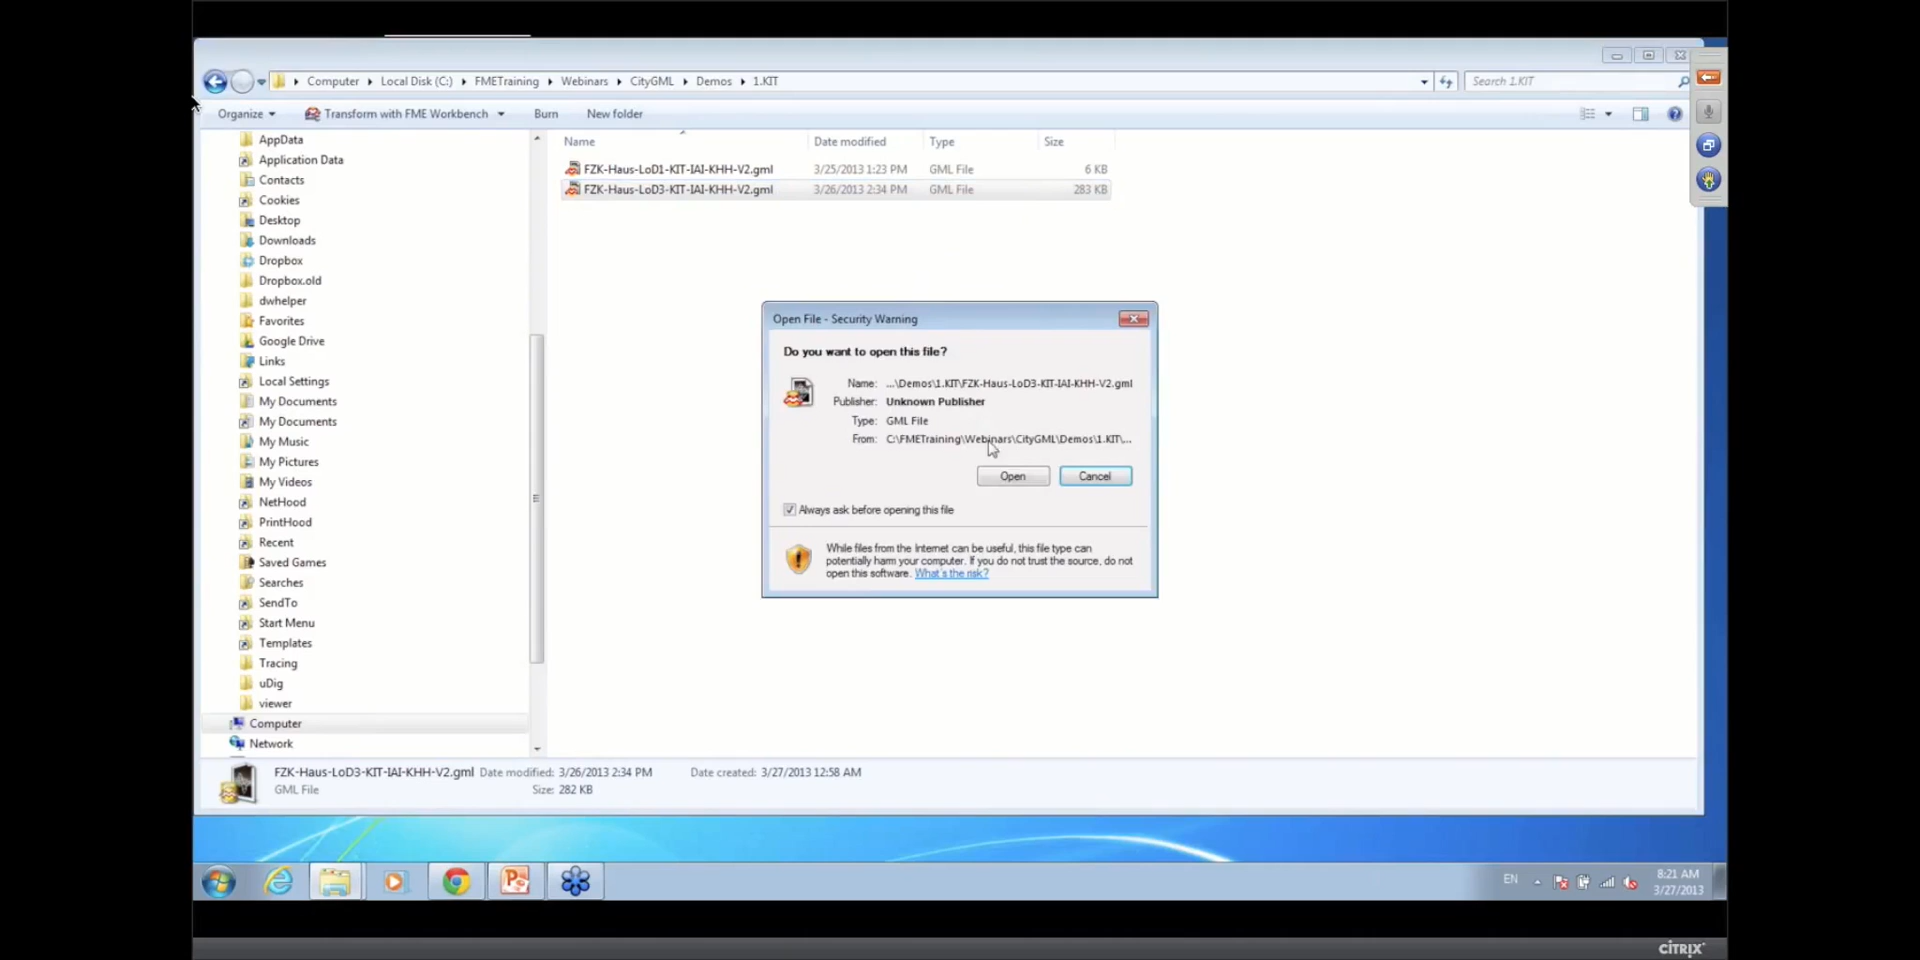 Computer Local Disk (C:) FMETraining Webinars CityGML Demos 1.KIT
Search 1.KIT
Organize Transform with FME Workbench Burn New folder
AppData
Application Data
Contacts
Cookies
Desktop
Downloads
Dropbox
Dropbox.old
dwhelper
Favorites
Google Drive
Links
Local Settings
My Documents
My Documents
My Music
My Pictures
My Videos
NetHood
PrintHood
Recent
Saved Games
Searches
SendTo
Start Menu
Templates
Tracing
uDig
viewer
Computer
Network
Name Date modified Type Size
FZK-Haus-LoD1-KIT-IAI-KHH-V2.gml 3/25/2013 1:23 PM GML File 6 KB
FZK-Haus-LoD3-KIT-IAI-KHH-V2.gml 3/26/2013 2:34 PM GML File 283 KB
Open File - Security Warning
Do you want to open this file?
Name: ...\Demos\1.KIT\FZK-Haus-LoD3-KIT-IAI-KHH-V2.gml
Publisher: Unknown Publisher
Type: GML File
From: C:\FMETraining\Webinars\CityGML\Demos\1.KIT\...
Open Cancel
Always ask before opening this file
While files from the Internet can be useful, this file type can
potentially harm your computer. If you do not trust the source, do not
open this software. What's the risk?
FZK-Haus-LoD3-KIT-IAI-KHH-V2.gml Date modified: 3/26/2013 2:34 PM Date created: 3/27/2013 12:58 AM
GML File Size: 282 KB
EN
8:21 AM
3/27/2013
CITRIX